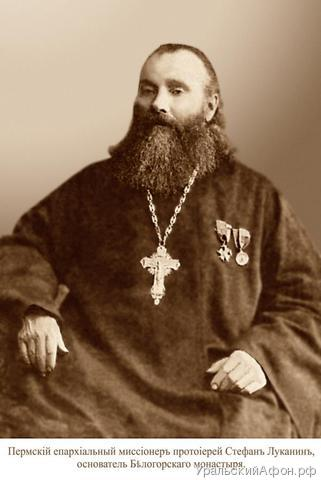 Пермскій епархіальный миссіонеръ протоіерей Стефанъ Луканинъ,
основатель Бѣлогорскаго монастыря.
УральскийАфон.рф